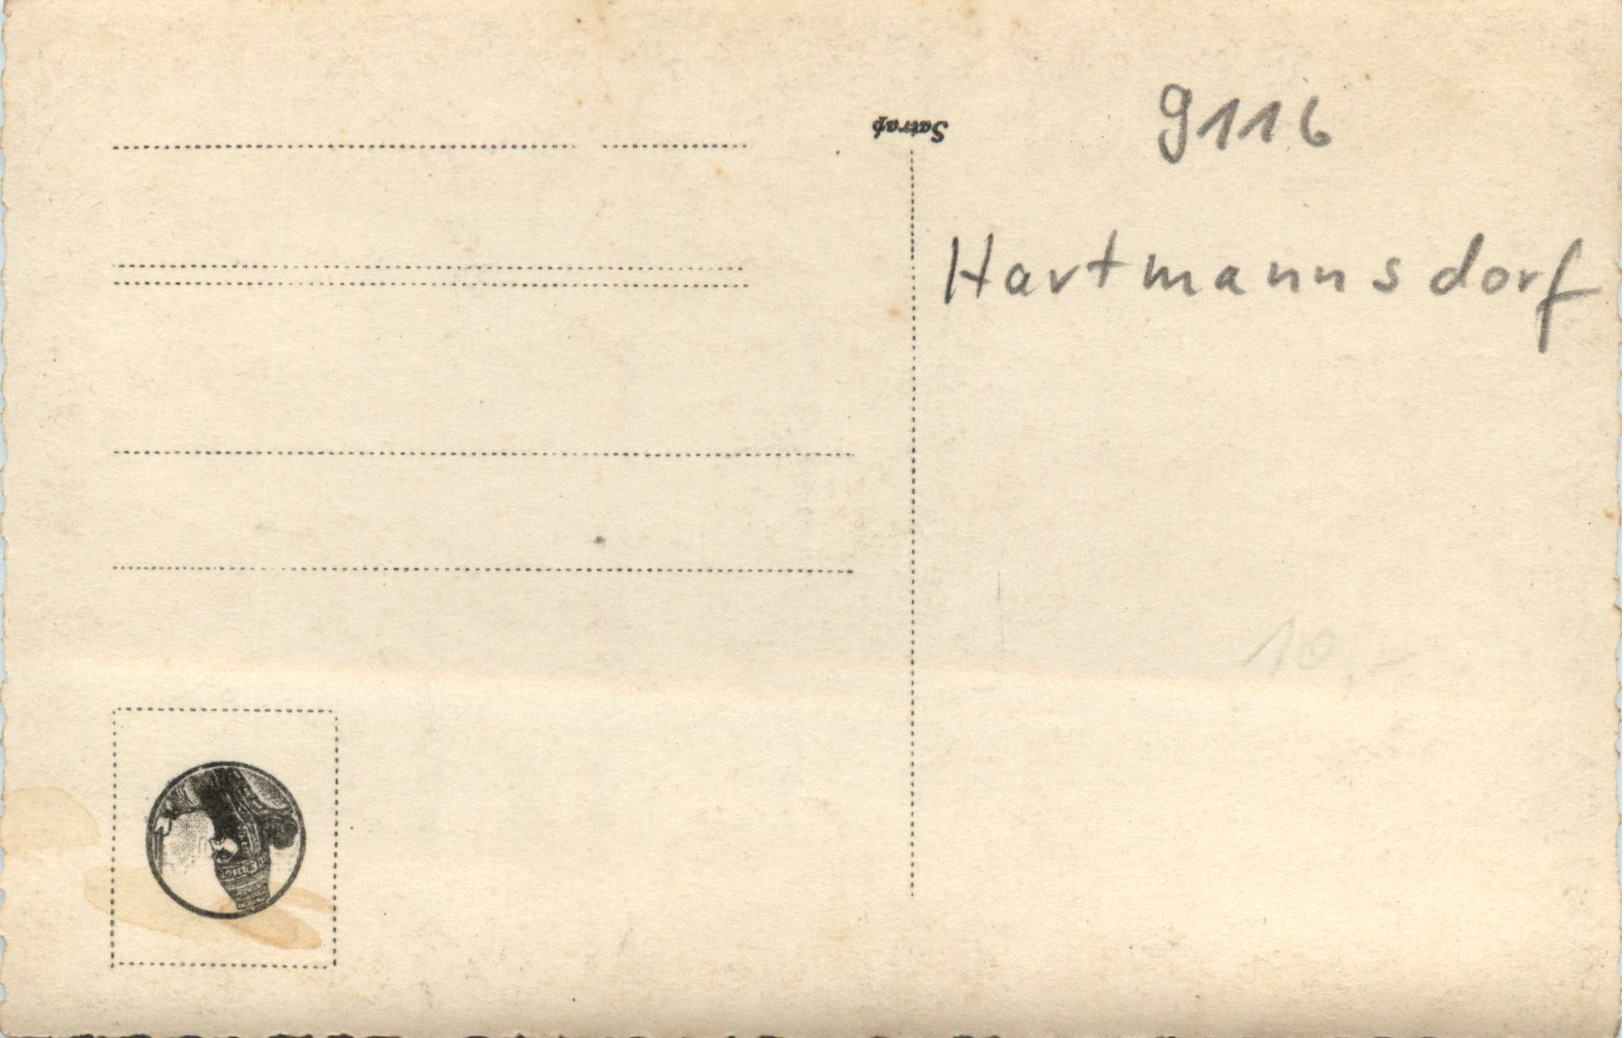 Satrap
9116
Hartmannsdorf
10,-